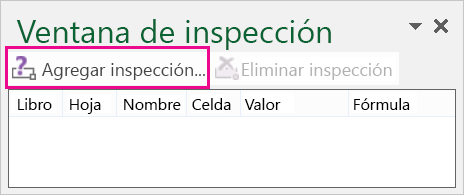 Ventana de inspección
Agregar inspección... Eliminar inspección
Libro Hoja Nombre Celda Valor Fórmula